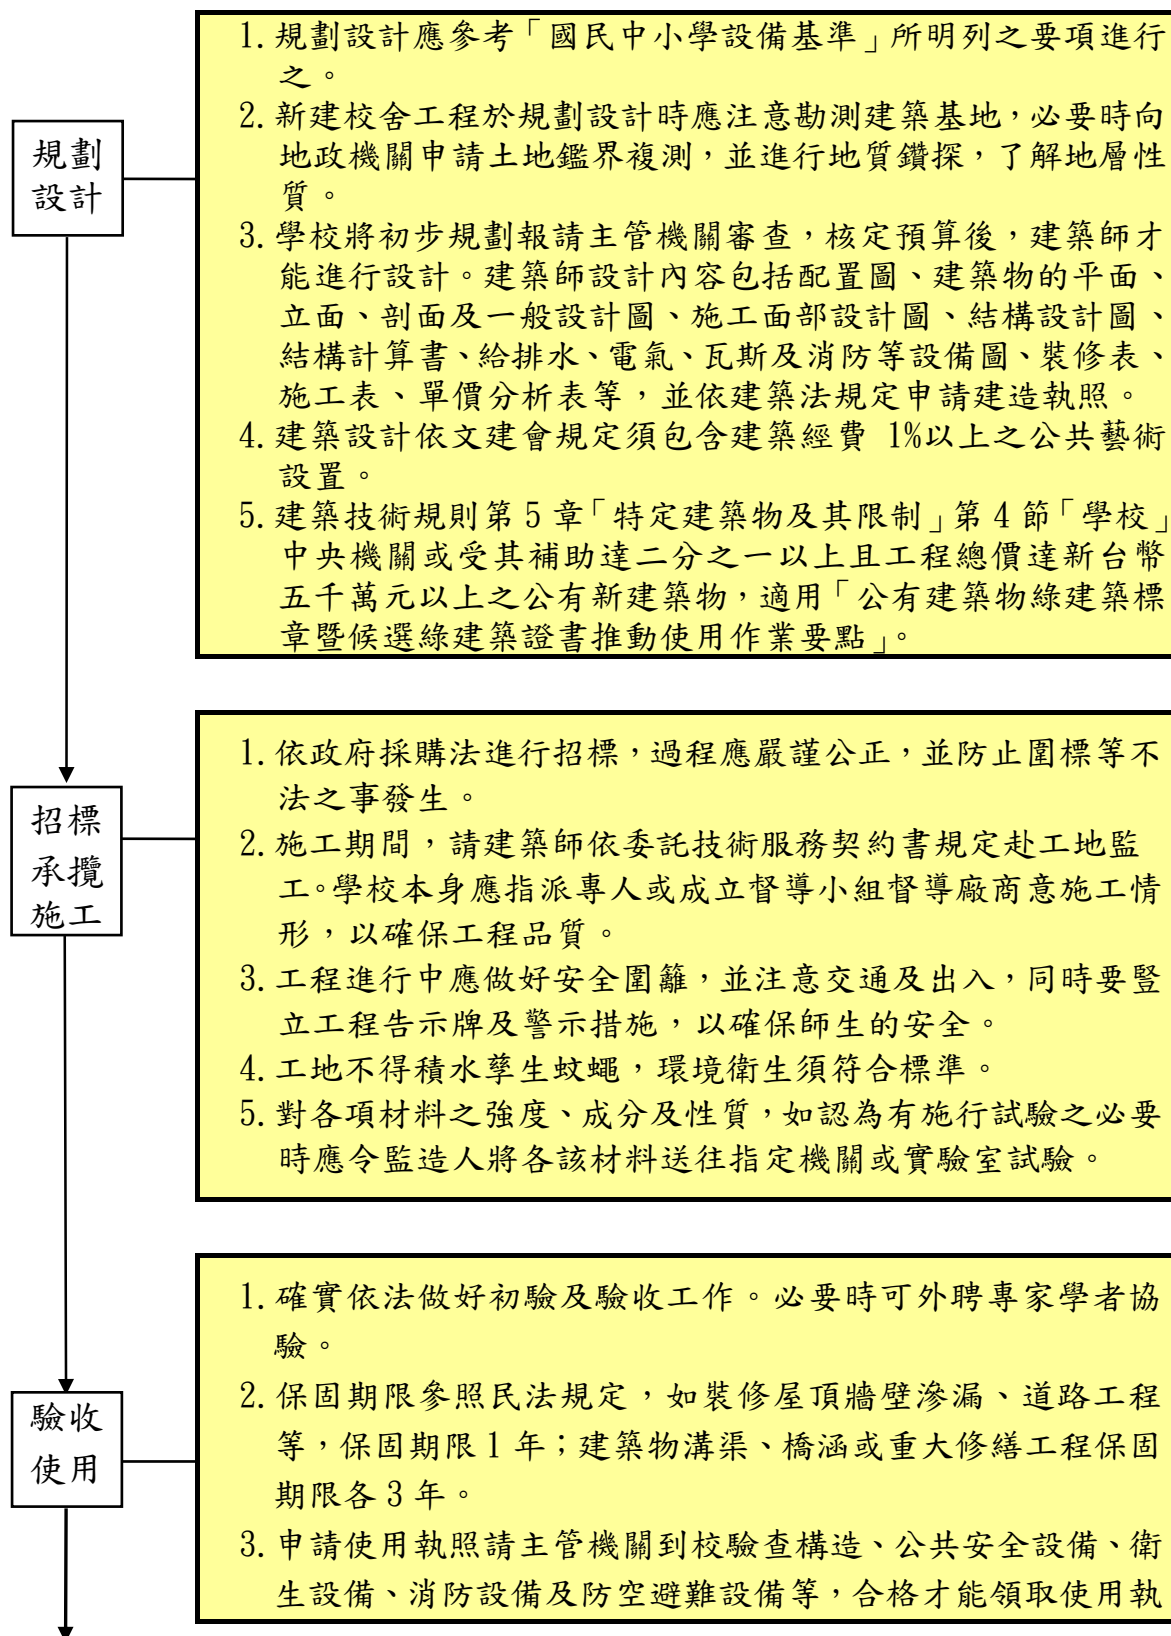 規劃
設計
1. 規劃設計應參考「國民中小學設備基準」所明列之要項進行
之。
2. 新建校舍工程於規劃設計時應注意勘測建築基地，必要時向
地政機關申請土地鑑界複測，並進行地質鑽探，了解地層性
質。
3. 學校將初步規劃報請主管機關審查，核定預算後，建築師才
能進行設計。建築師設計內容包括配置圖、建築物的平面、
立面、剖面及一般設計圖、施工面部設計圖、結構設計圖、
結構計算書、給排水、電氣、瓦斯及消防等設備圖、裝修表、
施工表、單價分析表等，並依建築法規定申請建造執照。
4. 建築設計依文建會規定須包含建築經費 1%以上之公共藝術
設置。
5. 建築技術規則第 5 章「特定建築物及其限制」第 4 節「學校」
中央機關或受其補助達二分之一以上且工程總價達新台幣
五千萬元以上之公有新建築物，適用「公有建築物綠建築標
章暨候選綠建築證書推動使用作業要點」。
招標
承攬
施工
1. 依政府採購法進行招標，過程應嚴謹公正，並防止圍標等不
法之事發生。
2. 施工期間，請建築師依委託技術服務契約書規定赴工地監
工。學校本身應指派專人或成立督導小組督導廠商意施工情
形，以確保工程品質。
3. 工程進行中應做好安全圍籬，並注意交通及出入，同時要豎
立工程告示牌及警示措施，以確保師生的安全。
4. 工地不得積水孳生蚊蠅，環境衛生須符合標準。
5. 對各項材料之強度、成分及性質，如認為有施行試驗之必要
時應令監造人將各該材料送往指定機關或實驗室試驗。
驗收
使用
1. 確實依法做好初驗及驗收工作。必要時可外聘專家學者協
驗。
2. 保固期限參照民法規定，如裝修屋頂牆壁滲漏、道路工程
等，保固期限 1 年；建築物溝渠、橋涵或重大修繕工程保固
期限各 3 年。
3. 申請使用執照請主管機關到校驗查構造、公共安全設備、衛
生設備、消防設備及防空避難設備等，合格才能領取使用執